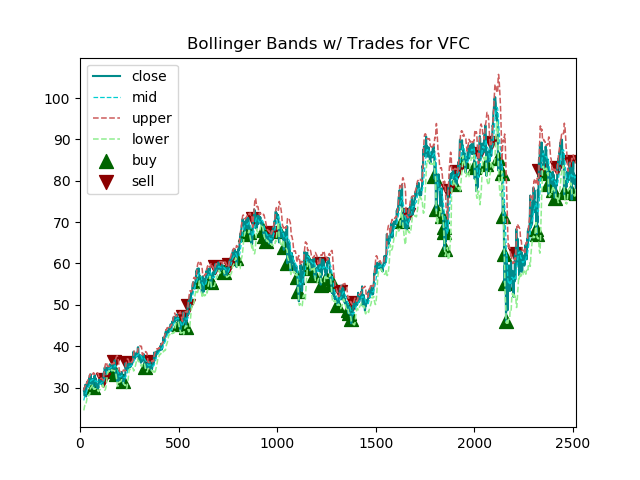 Bollinger Bands w/ Trades for VFC
close
mid
upper
lower
buy
sell
100
90
80
70
60
50
40
30
0 500 1000 1500 2000 2500